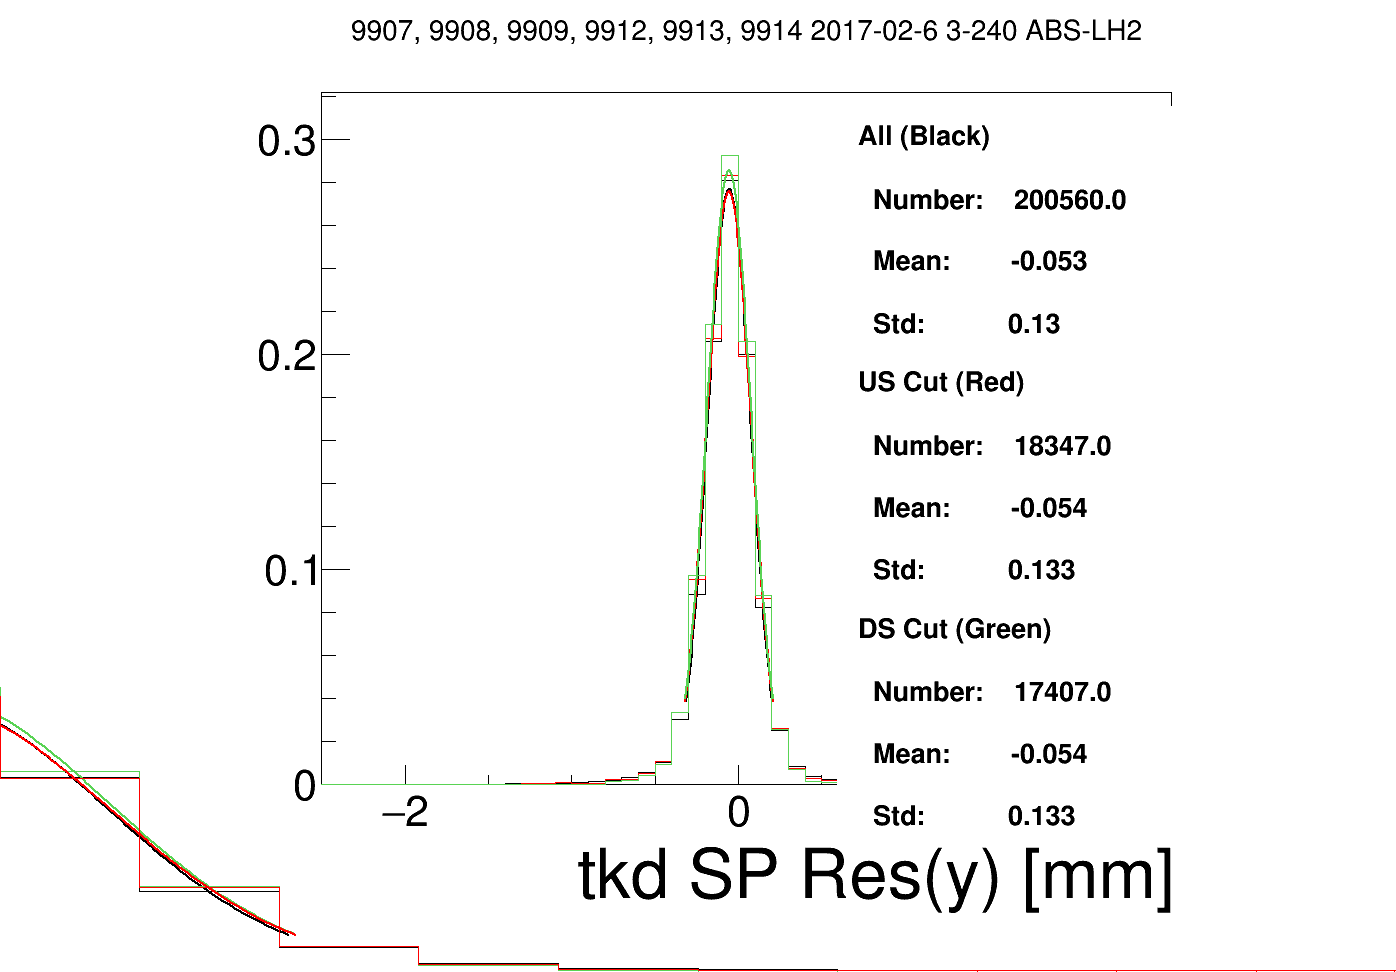 9907, 9908, 9909, 9912, 9913, 9914 2017-02-6 3-240 ABS-LH2
0.3
0.2
0.1
0
−2 0
tkd SP Res(y) [mm]
All (Black)
Number: 200560.0
Mean: -0.053
Std: 0.13
US Cut (Red)
Number: 18347.0
Mean: -0.054
Std: 0.133
DS Cut (Green)
Number: 17407.0
Mean: -0.054
Std: 0.133